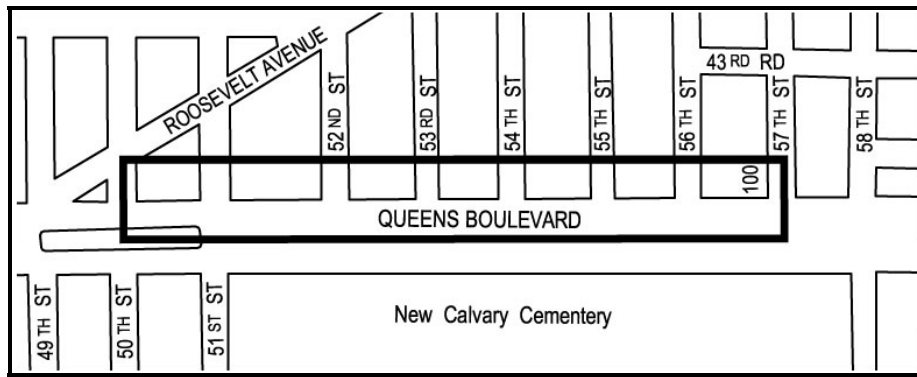 ROOSEVELT AVENUE
43 RD RD
52 ND ST
53 RD ST
54 TH ST
55 TH ST
56 TH ST
57 TH ST
58 TH ST
100
QUEENS BOULEVARD
49 TH ST
50 TH ST
51 ST ST
New Calvary Cementery